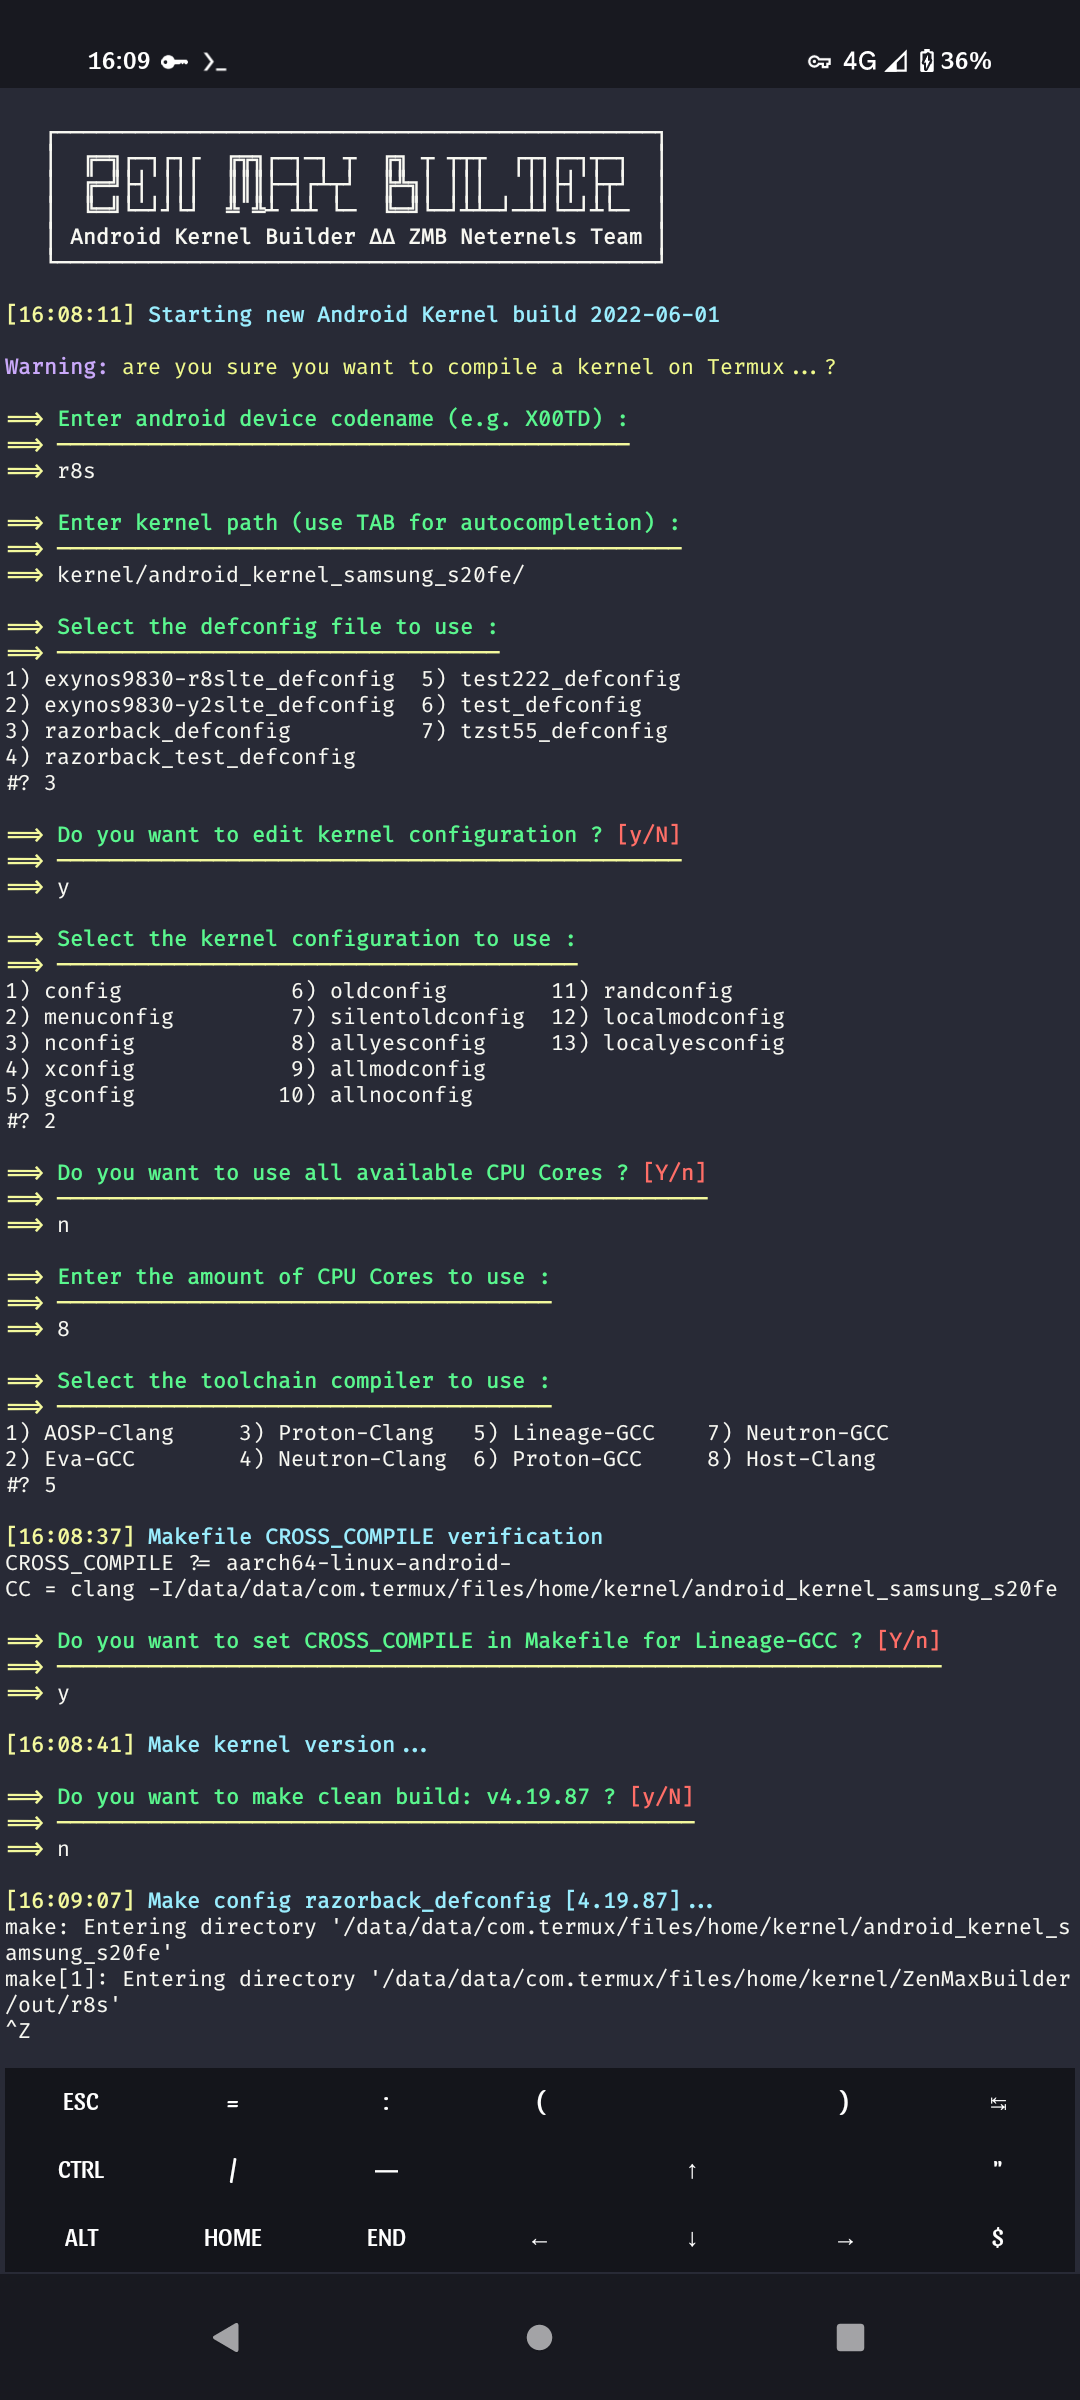 16:09 4G 36%
Android Kernel Builder ∆∆ ZMB Neternels Team
[16:08:11] Starting new Android Kernel build 2022-06-01
Warning: are you sure you want to compile a kernel on Termux...?
==> Enter android device codename (e.g. X00TD) :
==> ────────────────────────────────────────────
==> r8s
==> Enter kernel path (use TAB for autocompletion) :
==> ────────────────────────────────────────────────
==> kernel/android_kernel_samsung_s20fe/
==> Select the defconfig file to use :
==> ──────────────────────────────────
1) exynos9830-r8slte_defconfig  5) test222_defconfig
2) exynos9830-y2slte_defconfig  6) test_defconfig
3) razorback_defconfig          7) tzst55_defconfig
4) razorback_test_defconfig
#? 3
==> Do you want to edit kernel configuration ? [y/N]
==> ────────────────────────────────────────────────
==> y
==> Select the kernel configuration to use :
==> ────────────────────────────────────────
1) config             6) oldconfig        11) randconfig
2) menuconfig         7) silentoldconfig  12) localmodconfig
3) nconfig            8) allyesconfig     13) localyesconfig
4) xconfig            9) allmodconfig
5) gconfig           10) allnoconfig
#? 2
==> Do you want to use all available CPU Cores ? [Y/n]
==> ──────────────────────────────────────────────────
==> n
==> Enter the amount of CPU Cores to use :
==> ──────────────────────────────────────
==> 8
==> Select the toolchain compiler to use :
==> ──────────────────────────────────────
1) AOSP-Clang     3) Proton-Clang   5) Lineage-GCC    7) Neutron-GCC
2) Eva-GCC        4) Neutron-Clang  6) Proton-GCC     8) Host-Clang
#? 5
[16:08:37] Makefile CROSS_COMPILE verification
CROSS_COMPILE ?= aarch64-linux-android-
CC = clang -I/data/data/com.termux/files/home/kernel/android_kernel_samsung_s20fe
==> Do you want to set CROSS_COMPILE in Makefile for Lineage-GCC ? [Y/n]
==> ────────────────────────────────────────────────────────────────────
==> y
[16:08:41] Make kernel version...
==> Do you want to make clean build: v4.19.87 ? [y/N]
==> ─────────────────────────────────────────────────
==> n
[16:09:07] Make config razorback_defconfig [4.19.87]...
make: Entering directory '/data/data/com.termux/files/home/kernel/android_kernel_s
amsung_s20fe'
make[1]: Entering directory '/data/data/com.termux/files/home/kernel/ZenMaxBuilder
/out/r8s'
^Z
ESC = : ( ) ↹
CTRL / — ↑ "
ALT HOME END ← ↓ → $